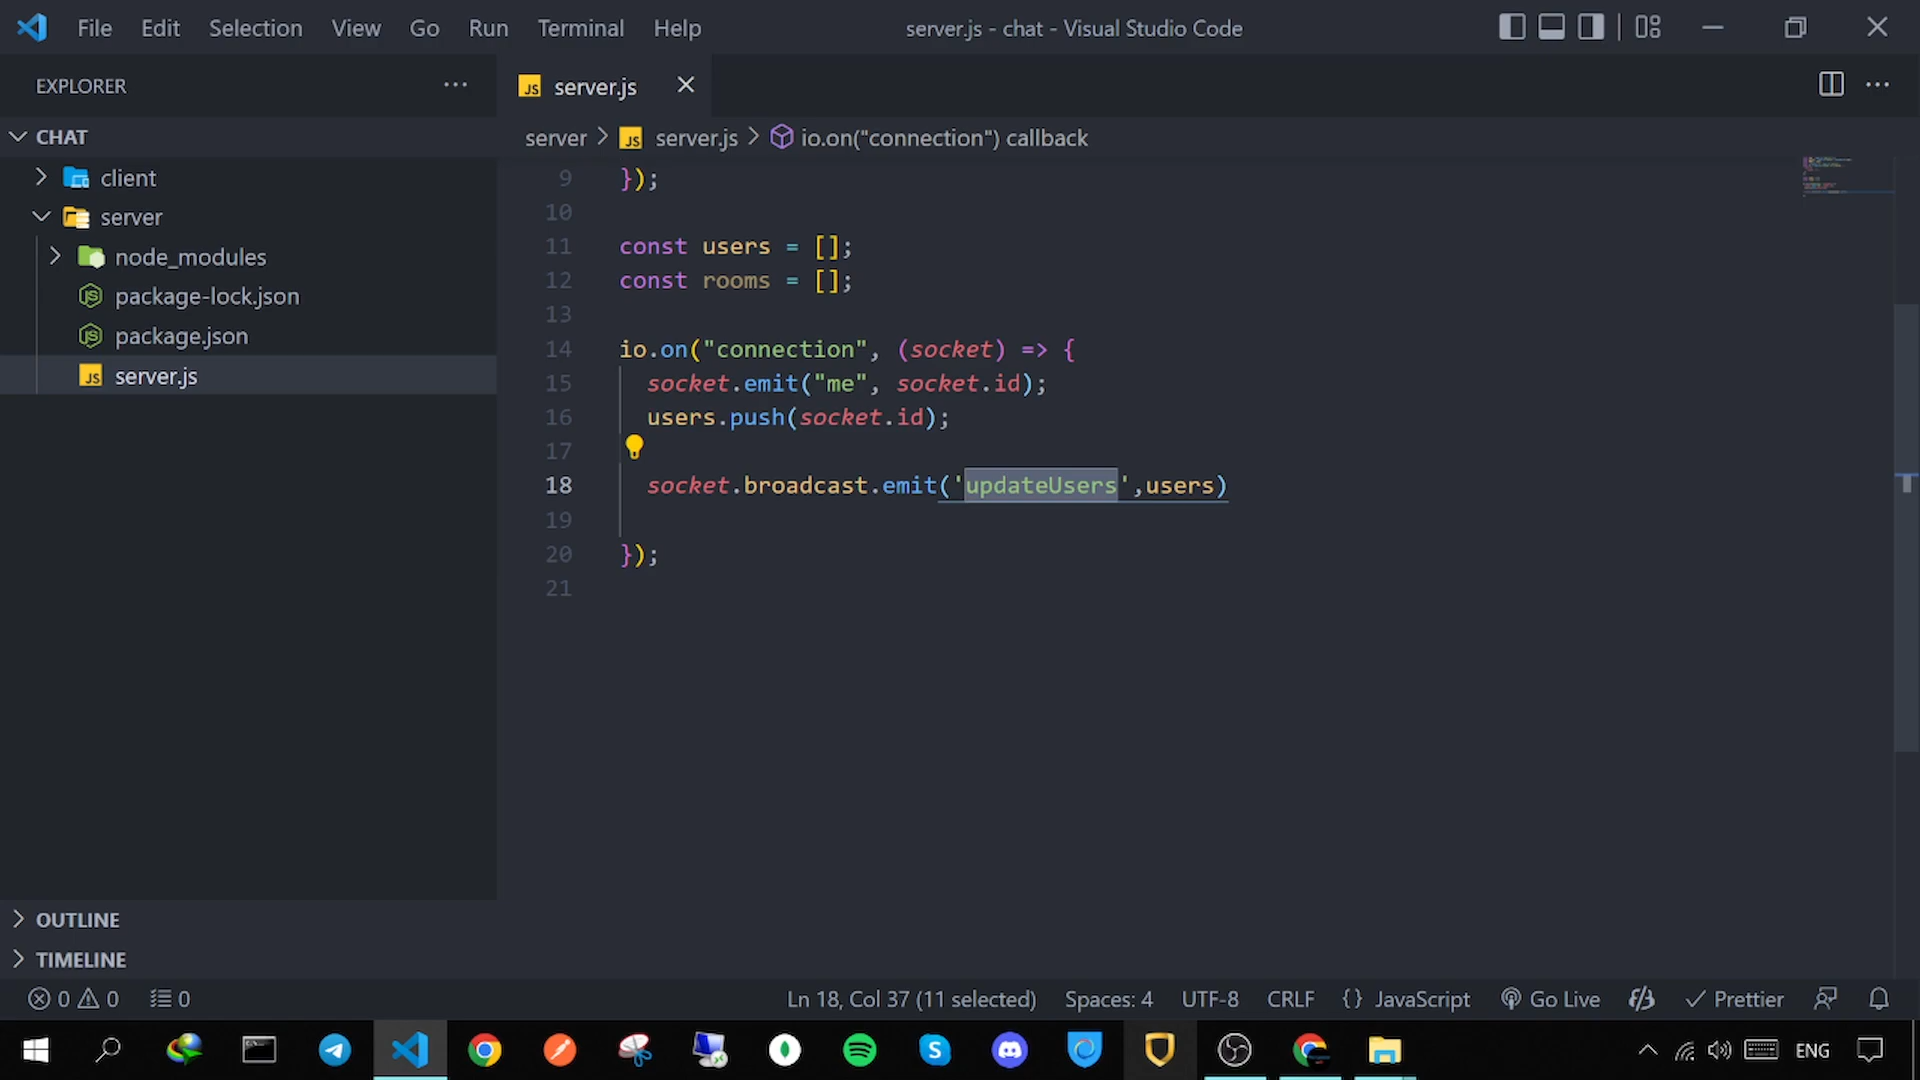 File Edit Selection View Go Run Terminal Help
server.js - chat - Visual Studio Code
EXPLORER
JS server.js
CHAT
server > JS server.js > io.on("connection") callback
client
server
node_modules
package-lock.json
package.json
JS server.js
9 });
10
11 const users = [];
12 const rooms = [];
13
14 io.on("connection", (socket) => {
15 socket.emit("me", socket.id);
16 users.push(socket.id);
17
18 socket.broadcast.emit('updateUsers',users)
19
20 });
21
OUTLINE
TIMELINE
0 0 0
Ln 18, Col 37 (11 selected) Spaces: 4 UTF-8 CRLF {} JavaScript Go Live Prettier
ENG